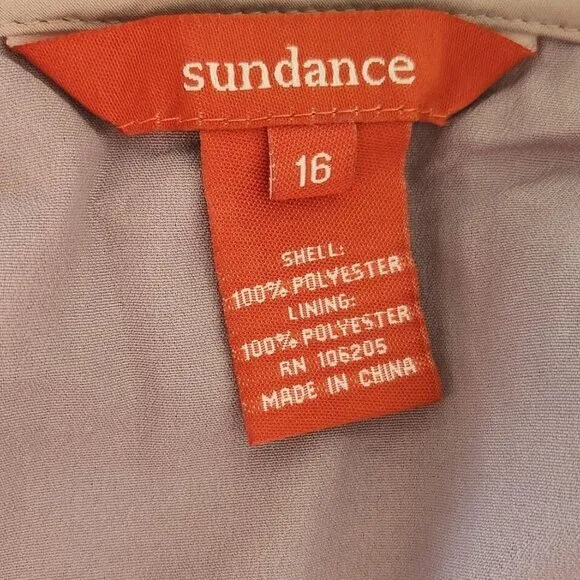 sundance
16
SHELL:
100% POLYESTER
LINING:
100% POLYESTER
RN 106205
MADE IN CHINA